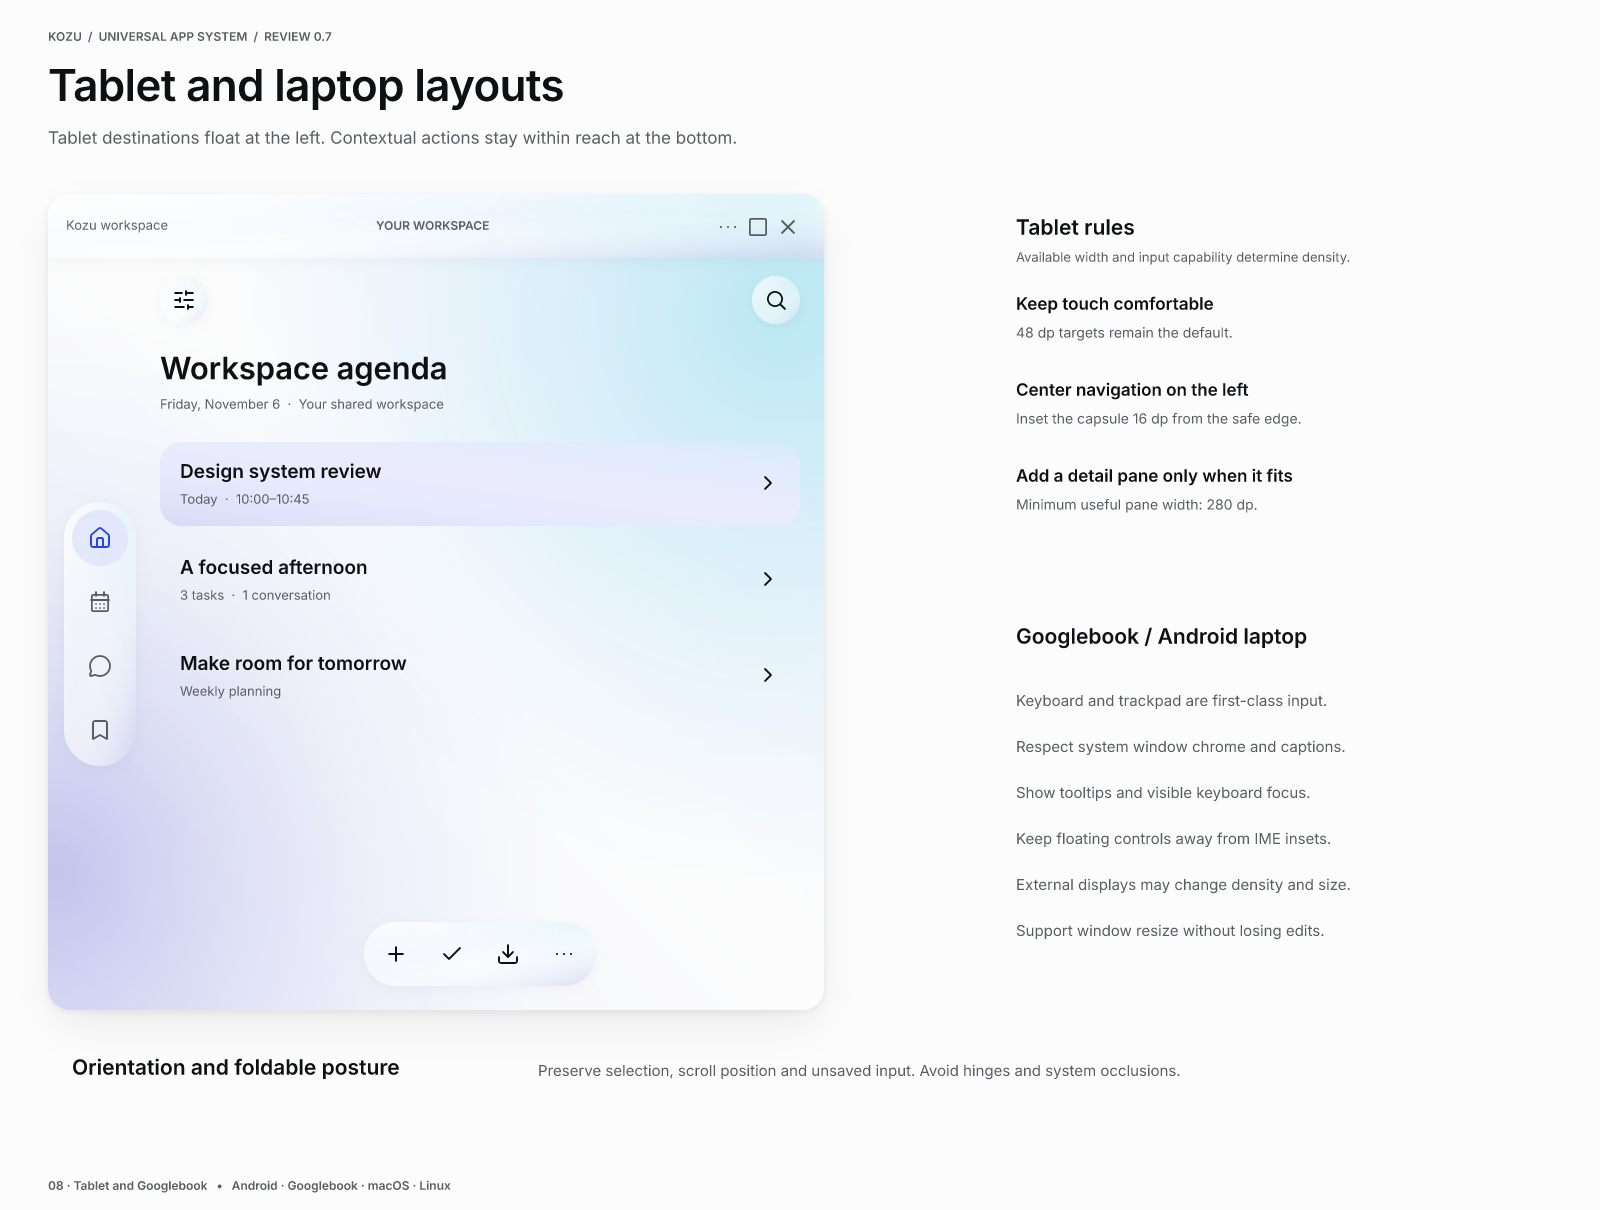 KOZU / UNIVERSAL APP SYSTEM / REVIEW 0.7
Tablet and laptop layouts
Tablet destinations float at the left. Contextual actions stay within reach at the bottom.
Kozu workspace
YOUR WORKSPACE
Workspace agenda
Friday, November 6 · Your shared workspace
Design system review
Today · 10:00–10:45
A focused afternoon
3 tasks · 1 conversation
Make room for tomorrow
Weekly planning
Tablet rules
Available width and input capability determine density.
Keep touch comfortable
48 dp targets remain the default.
Center navigation on the left
Inset the capsule 16 dp from the safe edge.
Add a detail pane only when it fits
Minimum useful pane width: 280 dp.
Googlebook / Android laptop
Keyboard and trackpad are first-class input.
Respect system window chrome and captions.
Show tooltips and visible keyboard focus.
Keep floating controls away from IME insets.
External displays may change density and size.
Support window resize without losing edits.
Orientation and foldable posture
Preserve selection, scroll position and unsaved input. Avoid hinges and system occlusions.
08 · Tablet and Googlebook • Android · Googlebook · macOS · Linux